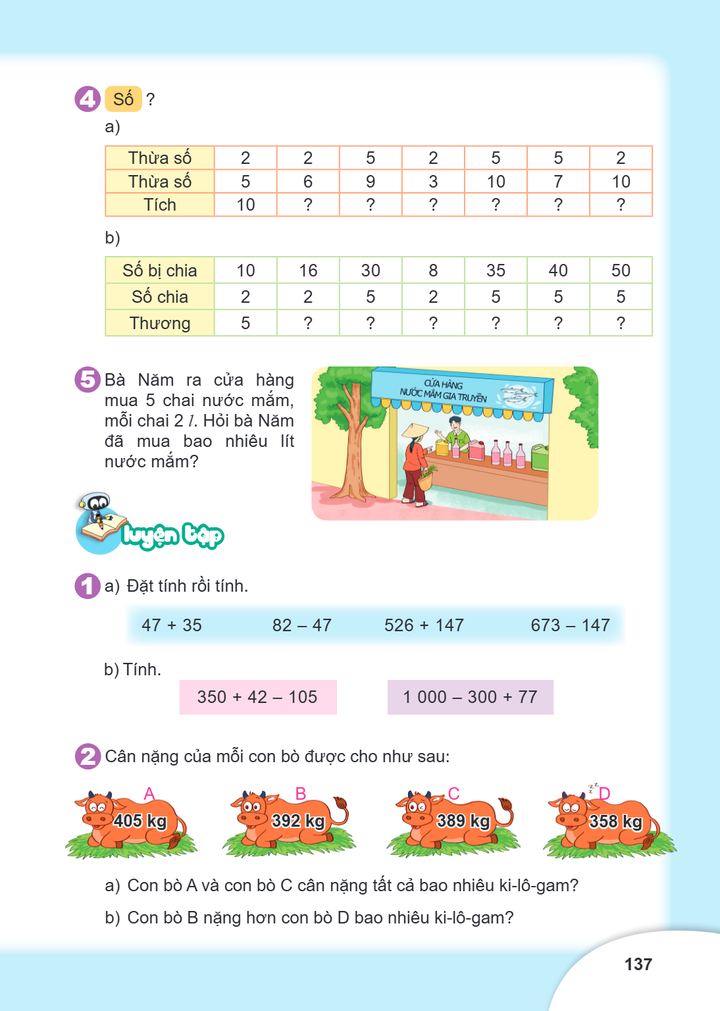 4 Số ?
a)
Thừa số 2 2 5 2 5 5 2
Thừa số 5 6 9 3 10 7 10
Tích 10 ? ? ? ? ? ?
b)
Số bị chia 10 16 30 8 35 40 50
Số chia 2 2 5 2 5 5 5
Thương 5 ? ? ? ? ? ?
5 Bà Năm ra cửa hàng
mua 5 chai nước mắm,
mỗi chai 2 l. Hỏi bà Năm
đã mua bao nhiêu lít
nước mắm?
CỬA HÀNG
NƯỚC MẮM GIA TRUYỀN
luyện tập
1 a) Đặt tính rồi tính.
47 + 35 82 – 47 526 + 147 673 – 147
b) Tính.
350 + 42 – 105 1 000 – 300 + 77
2 Cân nặng của mỗi con bò được cho như sau:
A B C z z z D
405 kg 392 kg 389 kg 358 kg
a) Con bò A và con bò C cân nặng tất cả bao nhiêu ki-lô-gam?
b) Con bò B nặng hơn con bò D bao nhiêu ki-lô-gam?
137